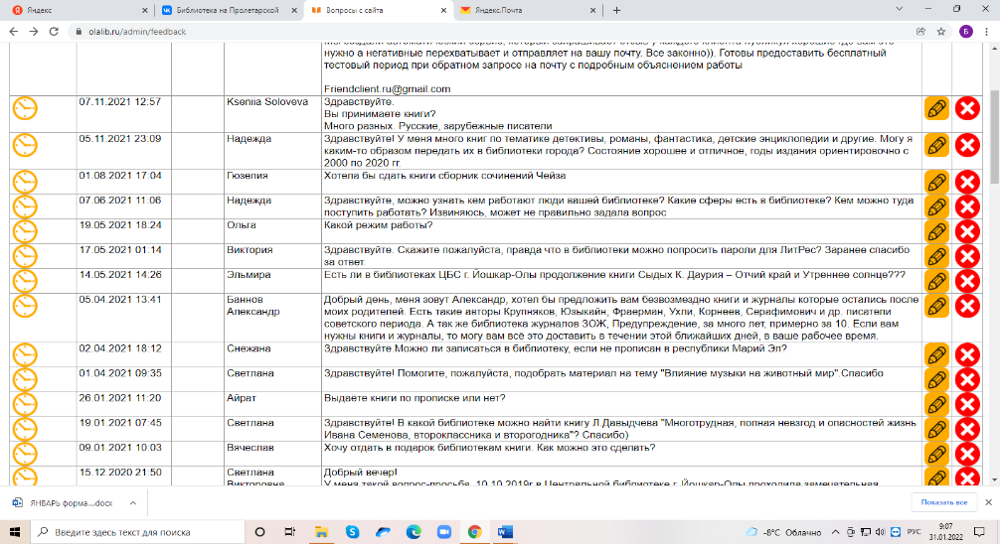 Яндекс
Библиотека на Пролетарской
Вопросы с сайта
Яндекс.Почта
olalib.ru/admin/feedback
Б
нужно а негативные перехватывает и отправляет на вашу почту. Все законно)). Готовы предоставить бесплатный
тестовый период при обратном запросе на почту с подробным объяснением работы
Friendclient.ru@gmail.com
07.11.2021 12:57 Kseniia Soloveva Здравствуйте.
Вы принимаете книги?
Много разных. Русские, зарубежные писатели
05.11.2021 23:09 Надежда Здравствуйте! У меня много книг по тематике детективы, романы, фантастика, детские энциклопедии и другие. Могу я
каким-то образом передать их в библиотеки города? Состояние хорошее и отличное, годы издания ориентировочно с
2000 по 2020 гг.
01.08.2021 17:04 Гюзелия Хотела бы сдать книги сборник сочинений Чейза
07.06.2021 11:06 Надежда Здравствуйте, можно узнать кем работают люди вашей библиотеке? Какие сферы есть в библиотеке? Кем можно туда
поступить работать? Извиняюсь, может не правильно задала вопрос
19.05.2021 18:24 Ольга Какой режим работы?
17.05.2021 01:14 Виктория Здравствуйте. Скажите пожалуйста, правда что в библиотеки можно попросить пароли для ЛитРес? Заранее спасибо
за ответ.
14.05.2021 14:26 Эльмира Есть ли в библиотеках ЦБС г. Йошкар-Олы продолжение книги Сыдых К. Даурия – Отчий край и Утреннее солнце???
05.04.2021 13:41 Баннов Добрый день, меня зовут Александр, хотел бы предложить вам безвозмездно книги и журналы которые остались после
Александр моих родителей. Есть такие авторы Крупняков, Юзыкайн, Фраерман, Ухли, Корнеев, Серафимович и др. писатели
советского периода. А так же библиотека журналов ЗОЖ, Предупреждение, за много лет, примерно за 10. Если вам
нужны книги и журналы, то могу вам всё это доставить в течении этой ближайших дней, в ваше рабочее время.
02.04.2021 18:12 Снежана Здравствуйте.Можно ли записаться в библиотеку, если не прописан в республики Марий Эл?
01.04.2021 09:35 Светлана Здравствуйте! Помогите, пожалуйста, подобрать материал на тему "Влияние музыки на животный мир" Спасибо
26.01.2021 11:20 Айрат Выдаёте книги по прописке или нет?
19.01.2021 07:45 Светлана Здравствуйте! В какой библиотеке можно найти книгу Л.Давыдчева "Многотрудная, полная невзгод и опасностей жизнь
Ивана Семенова, второклассника и второгодника"? Спасибо)
09.01.2021 10:03 Вячеслав Хочу отдать в подарок библиотекам книги. Как можно это сделать?
15.12.2020 21:50 Светлана Добрый вечер!
Викторовна У меня такой вопрос-просьба. 10.10.2019г в Центральной библиотеке г. Йошкар-Олы проходила замечательная
ЯНВАРЬ форма....docx
Показать все
Введите здесь текст для поиска
-8°C Облачно
РУС
9:07
31.01.2022